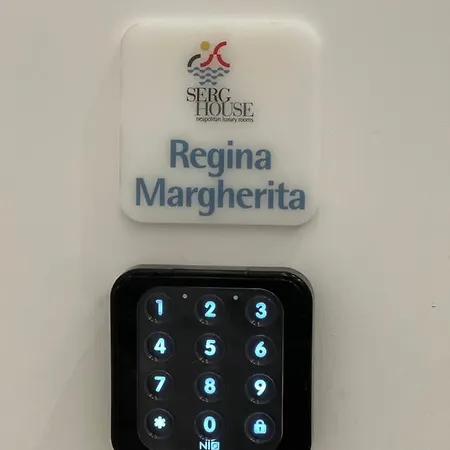 SERG
HOUSE
neapolitan luxury rooms
Regina
Margherita
1 2 3
4 5 6
7 8 9
* 0